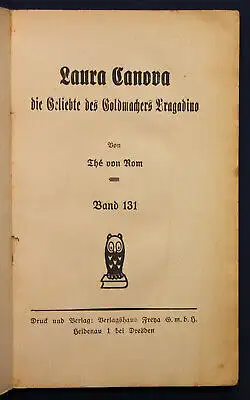 Laura Canova
die Geliebte des Goldmachers Bragadino
Von
Thé von Rom
Band 131
Druck und Verlag: Verlagshaus Freya G. m. b. H.
Heidenau 1 bei Dresden